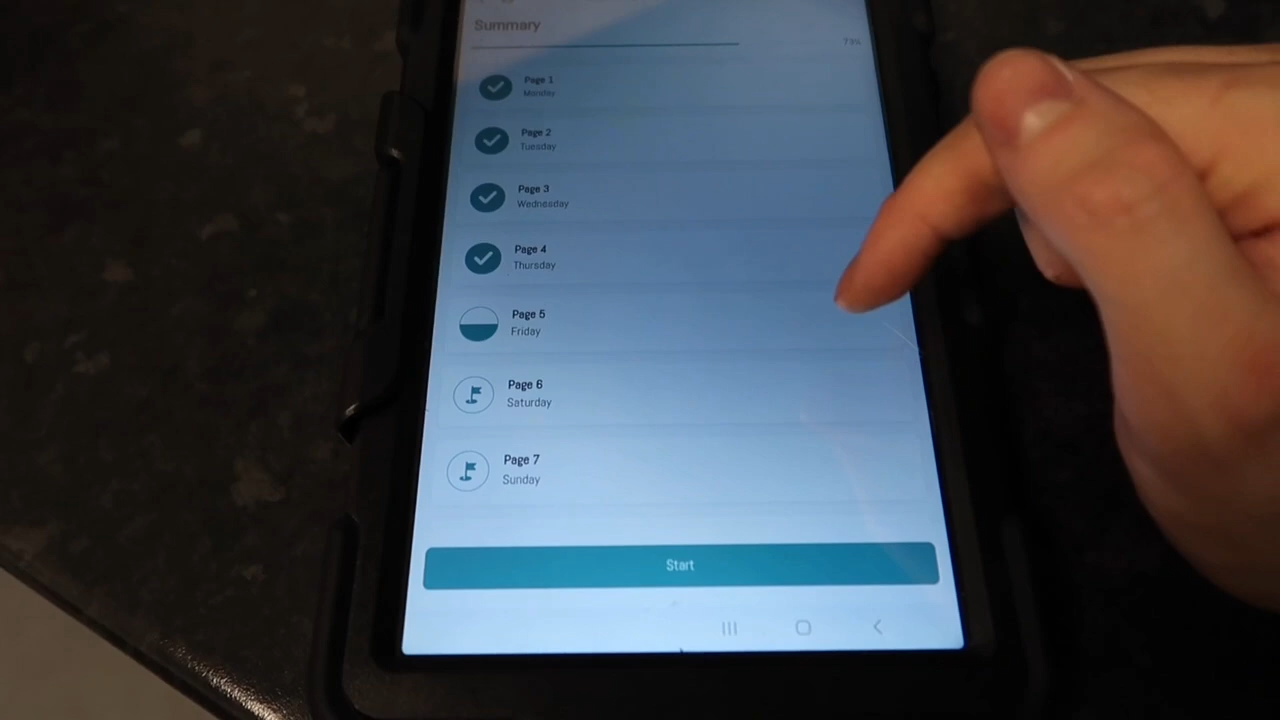 Summary
73%
Page 1
Monday
Page 2
Tuesday
Page 3
Wednesday
Page 4
Thursday
Page 5
Friday
Page 6
Saturday
Page 7
Sunday
Start